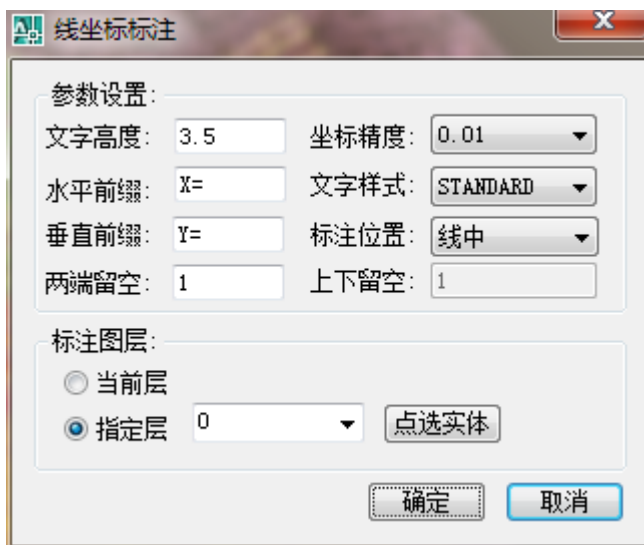 线坐标标注
参数设置:
文字高度: 3.5 坐标精度: 0.01
水平前缀: X= 文字样式: STANDARD
垂直前缀: Y= 标注位置: 线中
两端留空: 1 上下留空: 1
标注图层:
当前层
指定层 0 点选实体
确定 取消